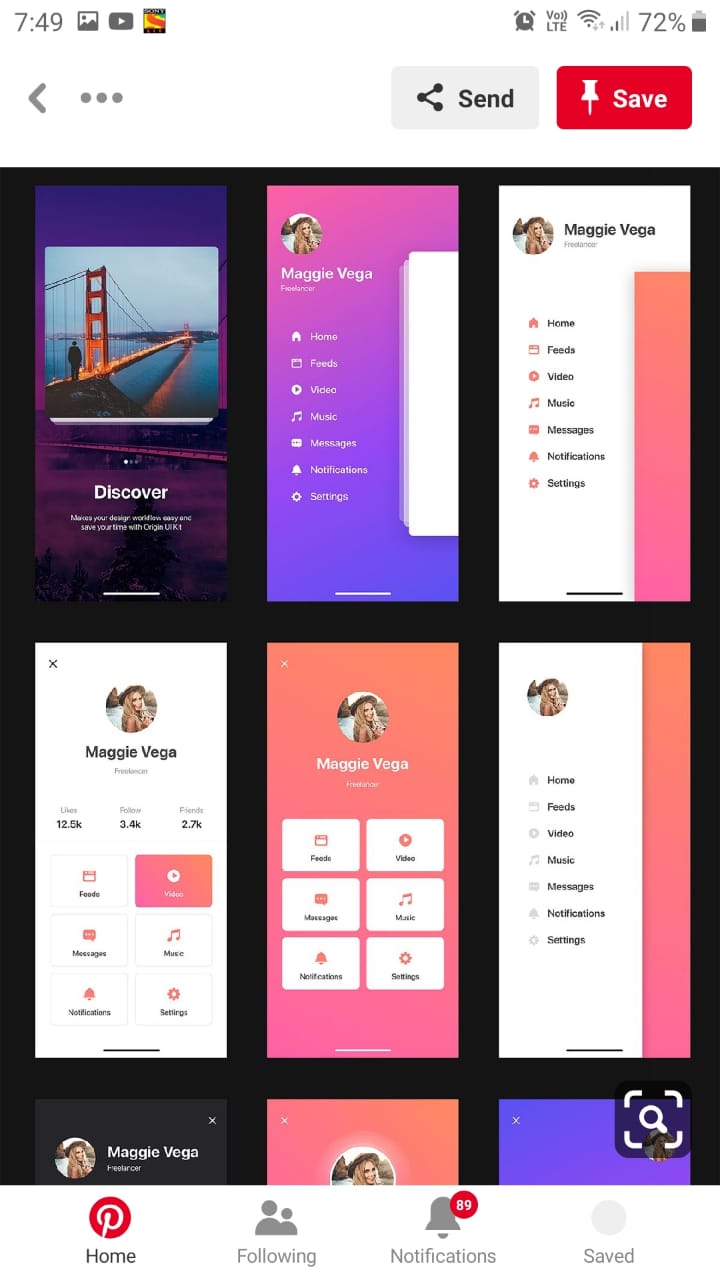 7:49
SONY
Vo))
LTE
72%
Send
Save
Discover
Makes your design workflow easy and
save your time with Origin UI Kit
Maggie Vega
Freelancer
Home
Feeds
Video
Music
Messages
Notifications
Settings
Maggie Vega
Freelancer
Home
Feeds
Video
Music
Messages
Notifications
Settings
Maggie Vega
Freelancer
Likes Follow Friends
12.5k 3.4k 2.7k
Feeds Video
Messages Music
Notifications Settings
Maggie Vega
Freelancer
Feeds Video
Messages Music
Notifications Settings
Home
Feeds
Video
Music
Messages
Notifications
Settings
Maggie Vega
Freelancer
89
Home Following Notifications Saved